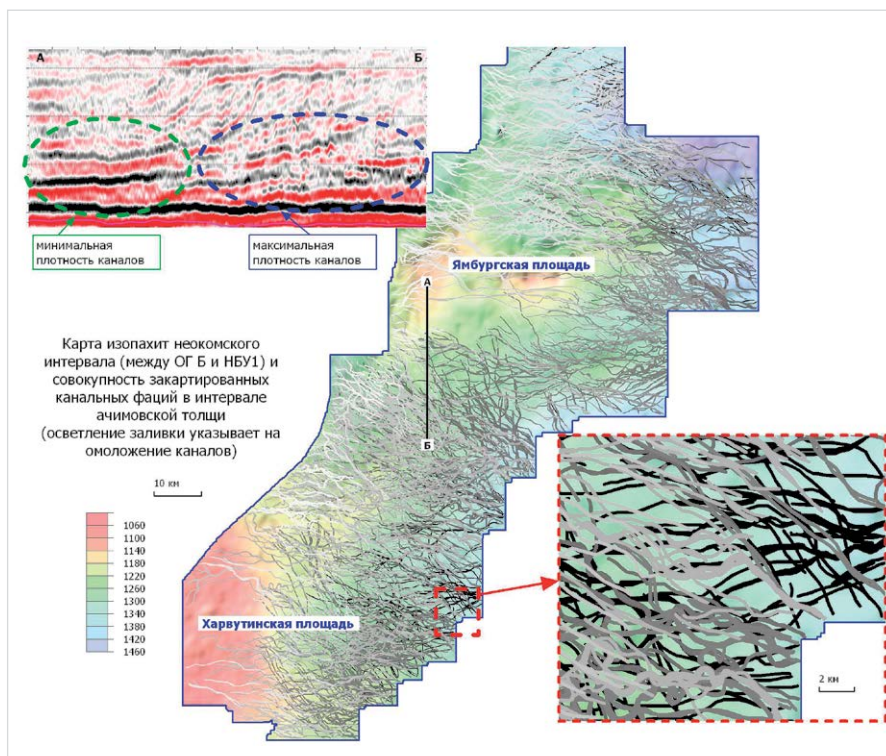 А
Б
минимальная
плотность каналов
максимальная
плотность каналов
Ямбургская площадь
А
Карта изопахит неокомского
интервала (между ОГ Б и НБУ1) и
совокупность закартированных
канальных фаций в интервале
ачимовской толщи
(осветление заливки указывает на
омоложение каналов)
Б
10 км
1060
1100
1140
1180
1220
1260
1300
1340
1380
1420
1460
Харвутинская площадь
2 км